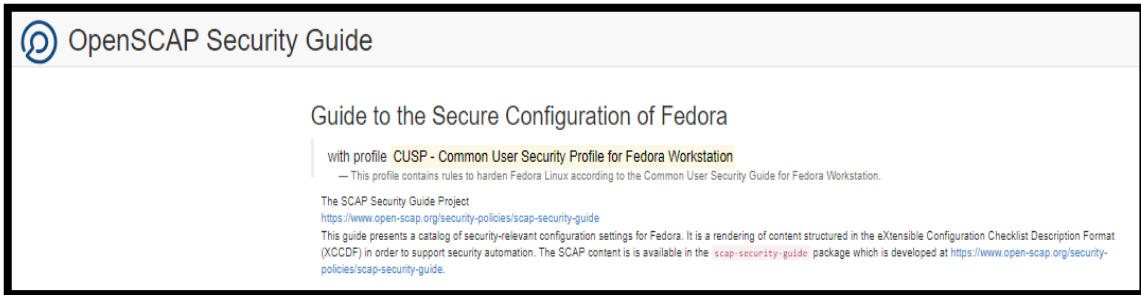 OpenSCAP Security Guide
Guide to the Secure Configuration of Fedora
with profile CUSP - Common User Security Profile for Fedora Workstation
— This profile contains rules to harden Fedora Linux according to the Common User Security Guide for Fedora Workstation.
The SCAP Security Guide Project
https://www.open-scap.org/security-policies/scap-security-guide
This guide presents a catalog of security-relevant configuration settings for Fedora. It is a rendering of content structured in the eXtensible Configuration Checklist Description Format
(XCCDF) in order to support security automation. The SCAP content is is available in the scap-security-guide package which is developed at https://www.open-scap.org/security-
policies/scap-security-guide.